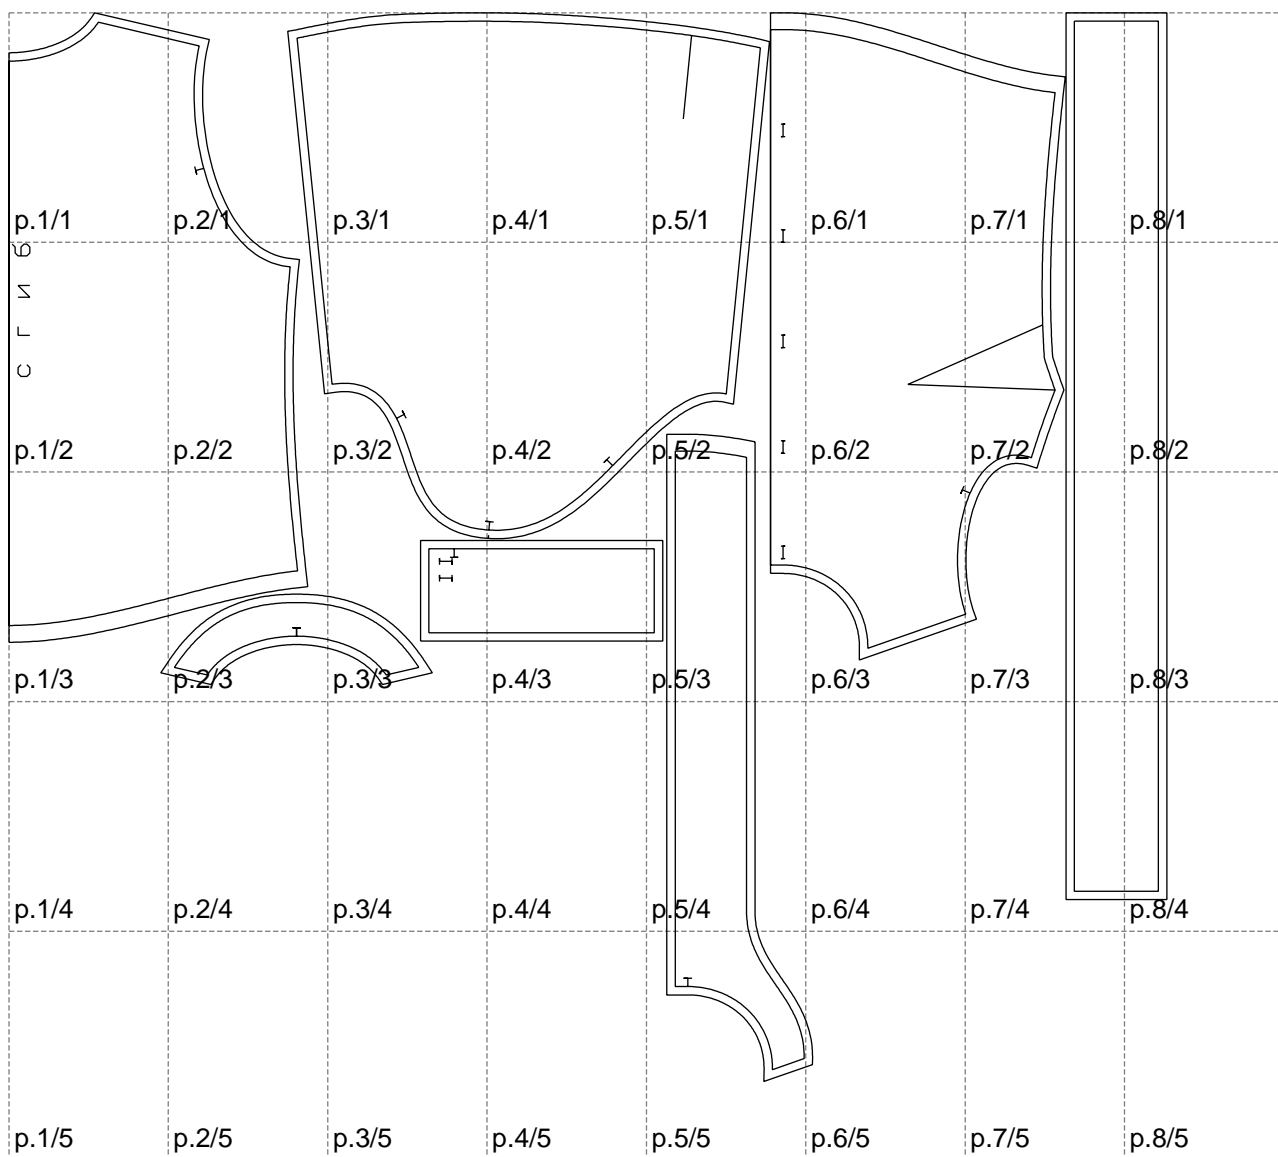 p.1/1 p.2/1 p.3/1 p.4/1 p.5/1 p.6/1 p.7/1 p.8/1
С Г И Б
p.1/2 p.2/2 p.3/2 p.4/2 p.5/2 p.6/2 p.7/2 p.8/2
p.1/3 p.2/3 p.3/3 p.4/3 p.5/3 p.6/3 p.7/3 p.8/3
p.1/4 p.2/4 p.3/4 p.4/4 p.5/4 p.6/4 p.7/4 p.8/4
p.1/5 p.2/5 p.3/5 p.4/5 p.5/5 p.6/5 p.7/5 p.8/5